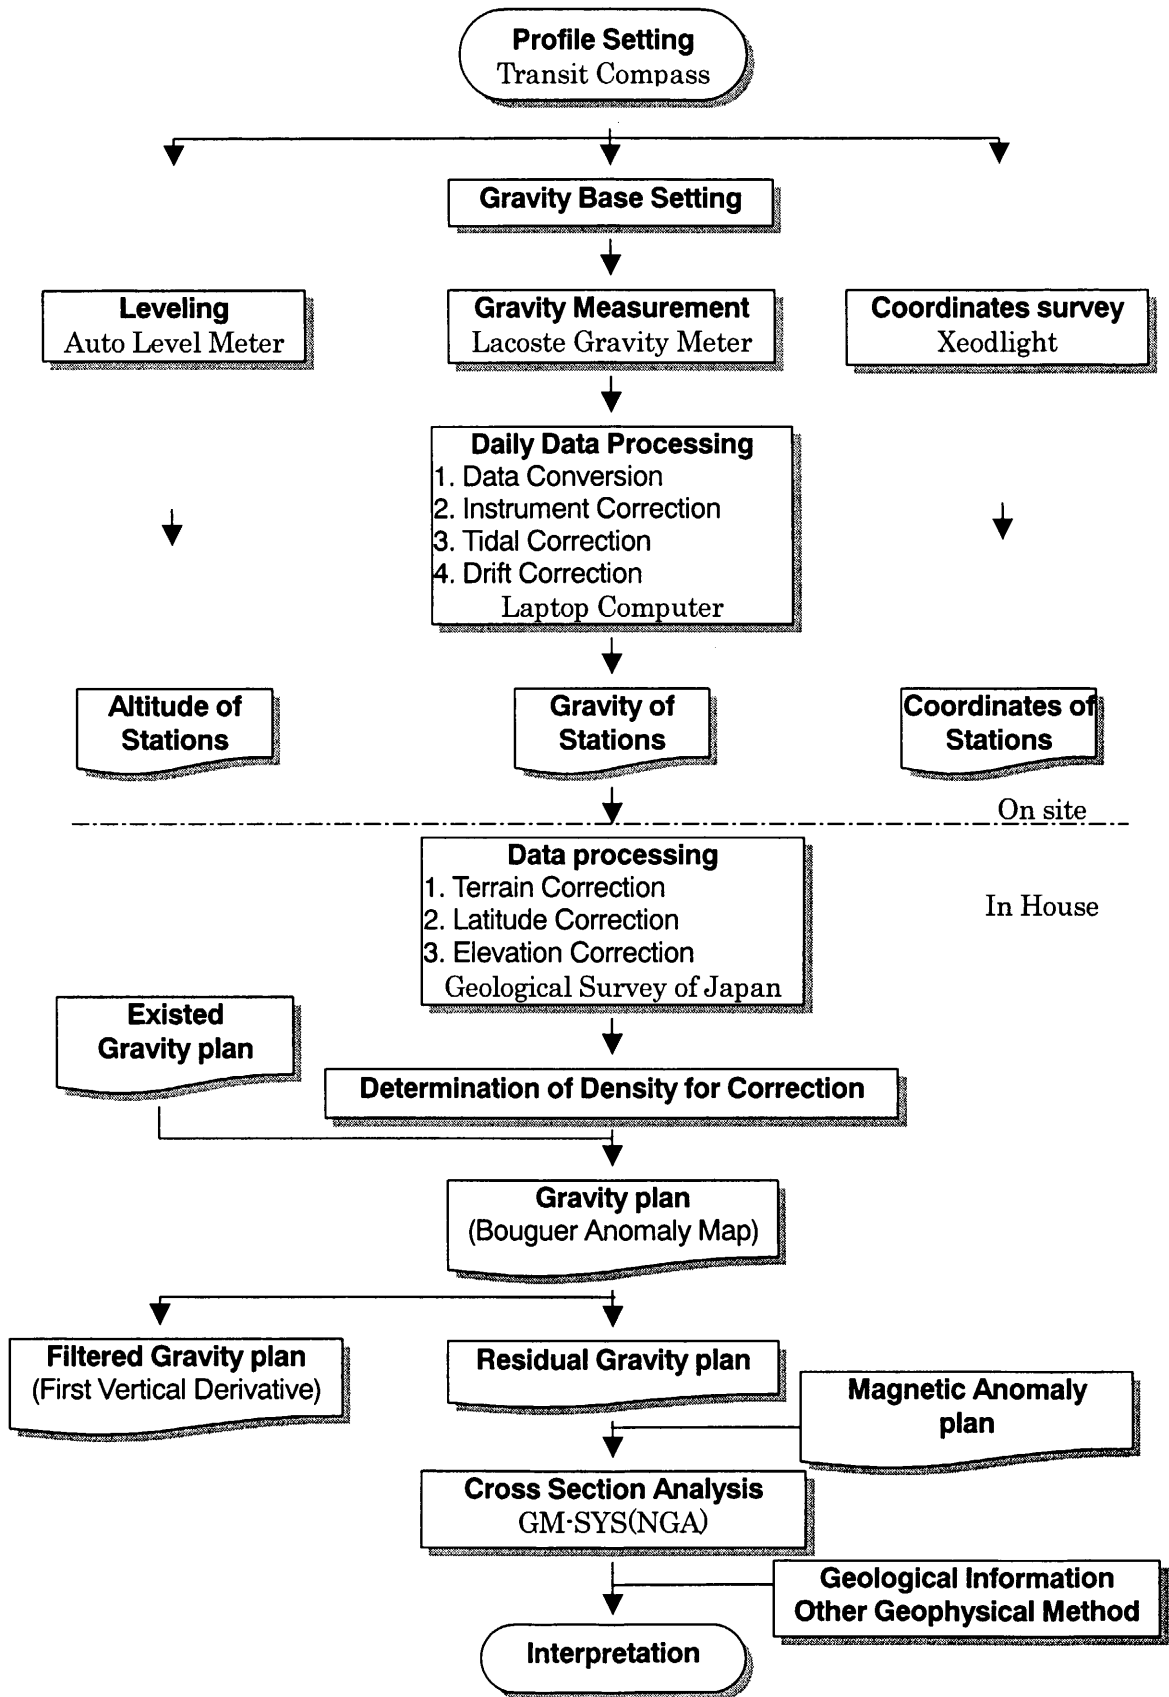 Profile Setting
Transit Compass
Gravity Base Setting
Leveling
Auto Level Meter
Gravity Measurement
Lacoste Gravity Meter
Coordinates survey
Xeodlight
Daily Data Processing
1. Data Conversion
2. Instrument Correction
3. Tidal Correction
4. Drift Correction
Laptop Computer
Altitude of
Stations
Gravity of
Stations
Coordinates of
Stations
On site
Data processing
1. Terrain Correction
2. Latitude Correction
3. Elevation Correction
Geological Survey of Japan
In House
Existed
Gravity plan
Determination of Density for Correction
Gravity plan
(Bouguer Anomaly Map)
Filtered Gravity plan
(First Vertical Derivative)
Residual Gravity plan
Magnetic Anomaly
plan
Cross Section Analysis
GM-SYS(NGA)
Geological Information
Other Geophysical Method
Interpretation